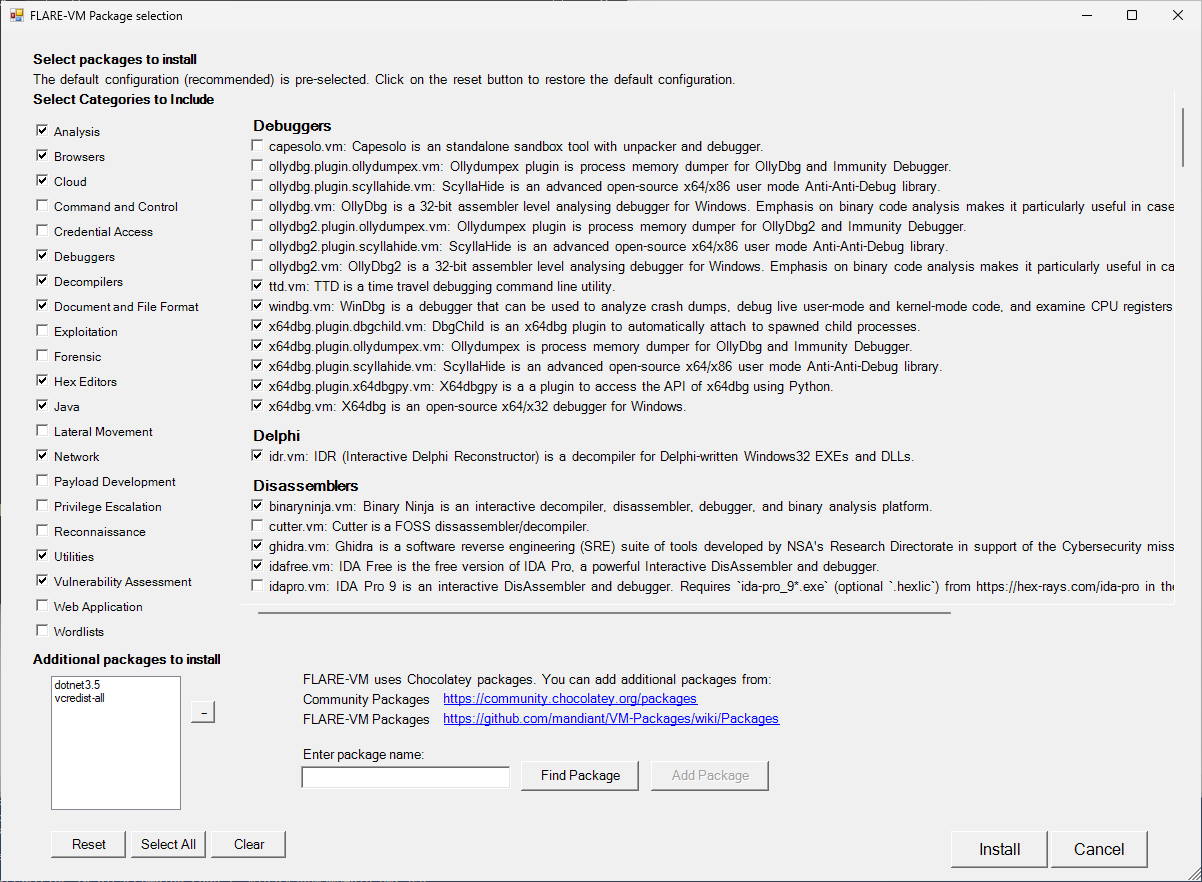 FLARE-VM Package selection
Select packages to install
The default configuration (recommended) is pre-selected. Click on the reset button to restore the default configuration.
Select Categories to Include
Analysis
Browsers
Cloud
Command and Control
Credential Access
Debuggers
Decompilers
Document and File Format
Exploitation
Forensic
Hex Editors
Java
Lateral Movement
Network
Payload Development
Privilege Escalation
Reconnaissance
Utilities
Vulnerability Assessment
Web Application
Wordlists
Debuggers
capesolo.vm: Capesolo is an standalone sandbox tool with unpacker and debugger.
ollydbg.plugin.ollydumpex.vm: Ollydumpex plugin is process memory dumper for OllyDbg and Immunity Debugger.
ollydbg.plugin.scyllahide.vm: ScyllaHide is an advanced open-source x64/x86 user mode Anti-Anti-Debug library.
ollydbg.vm: OllyDbg is a 32-bit assembler level analysing debugger for Windows. Emphasis on binary code analysis makes it particularly useful in case
ollydbg2.plugin.ollydumpex.vm: Ollydumpex plugin is process memory dumper for OllyDbg2 and Immunity Debugger.
ollydbg2.plugin.scyllahide.vm: ScyllaHide is an advanced open-source x64/x86 user mode Anti-Anti-Debug library.
ollydbg2.vm: OllyDbg2 is a 32-bit assembler level analysing debugger for Windows. Emphasis on binary code analysis makes it particularly useful in ca
ttd.vm: TTD is a time travel debugging command line utility.
windbg.vm: WinDbg is a debugger that can be used to analyze crash dumps, debug live user-mode and kernel-mode code, and examine CPU registers
x64dbg.plugin.dbgchild.vm: DbgChild is an x64dbg plugin to automatically attach to spawned child processes.
x64dbg.plugin.ollydumpex.vm: Ollydumpex is process memory dumper for OllyDbg and Immunity Debugger.
x64dbg.plugin.scyllahide.vm: ScyllaHide is an advanced open-source x64/x86 user mode Anti-Anti-Debug library.
x64dbg.plugin.x64dbgpy.vm: X64dbgpy is a a plugin to access the API of x64dbg using Python.
x64dbg.vm: X64dbg is an open-source x64/x32 debugger for Windows.
Delphi
idr.vm: IDR (Interactive Delphi Reconstructor) is a decompiler for Delphi-written Windows32 EXEs and DLLs.
Disassemblers
binaryninja.vm: Binary Ninja is an interactive decompiler, disassembler, debugger, and binary analysis platform.
cutter.vm: Cutter is a FOSS dissassembler/decompiler.
ghidra.vm: Ghidra is a software reverse engineering (SRE) suite of tools developed by NSA's Research Directorate in support of the Cybersecurity miss
idafree.vm: IDA Free is the free version of IDA Pro, a powerful Interactive DisAssembler and debugger.
idapro.vm: IDA Pro 9 is an interactive DisAssembler and debugger. Requires `ida-pro_9*.exe` (optional `.hexlic`) from https://hex-rays.com/ida-pro in the
Additional packages to install
dotnet3.5
vcredist-all
-
FLARE-VM uses Chocolatey packages. You can add additional packages from:
Community Packages https://community.chocolatey.org/packages
FLARE-VM Packages https://github.com/mandiant/VM-Packages/wiki/Packages
Enter package name:
Find Package Add Package
Reset Select All Clear
Install Cancel